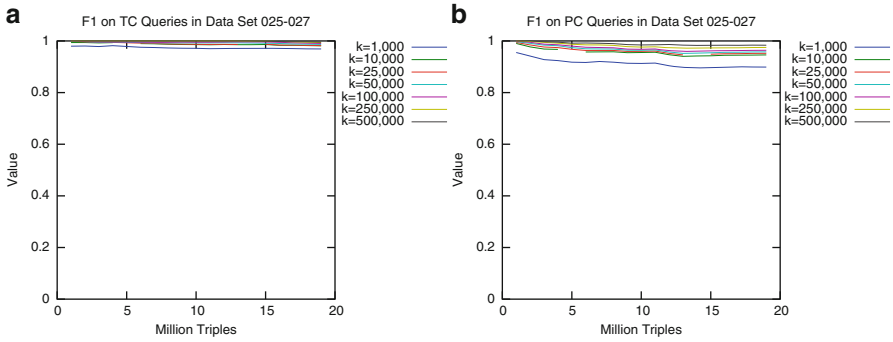 a
F1 on TC Queries in Data Set 025-027
1
0.8
0.6
0.4
0.2
0
Value
0
5
10
15
20
Million Triples
k=1,000
k=10,000
k=25,000
k=50,000
k=100,000
k=250,000
k=500,000
b
F1 on PC Queries in Data Set 025-027
1
0.8
0.6
0.4
0.2
0
Value
0
5
10
15
20
Million Triples
k=1,000
k=10,000
k=25,000
k=50,000
k=100,000
k=250,000
k=500,000